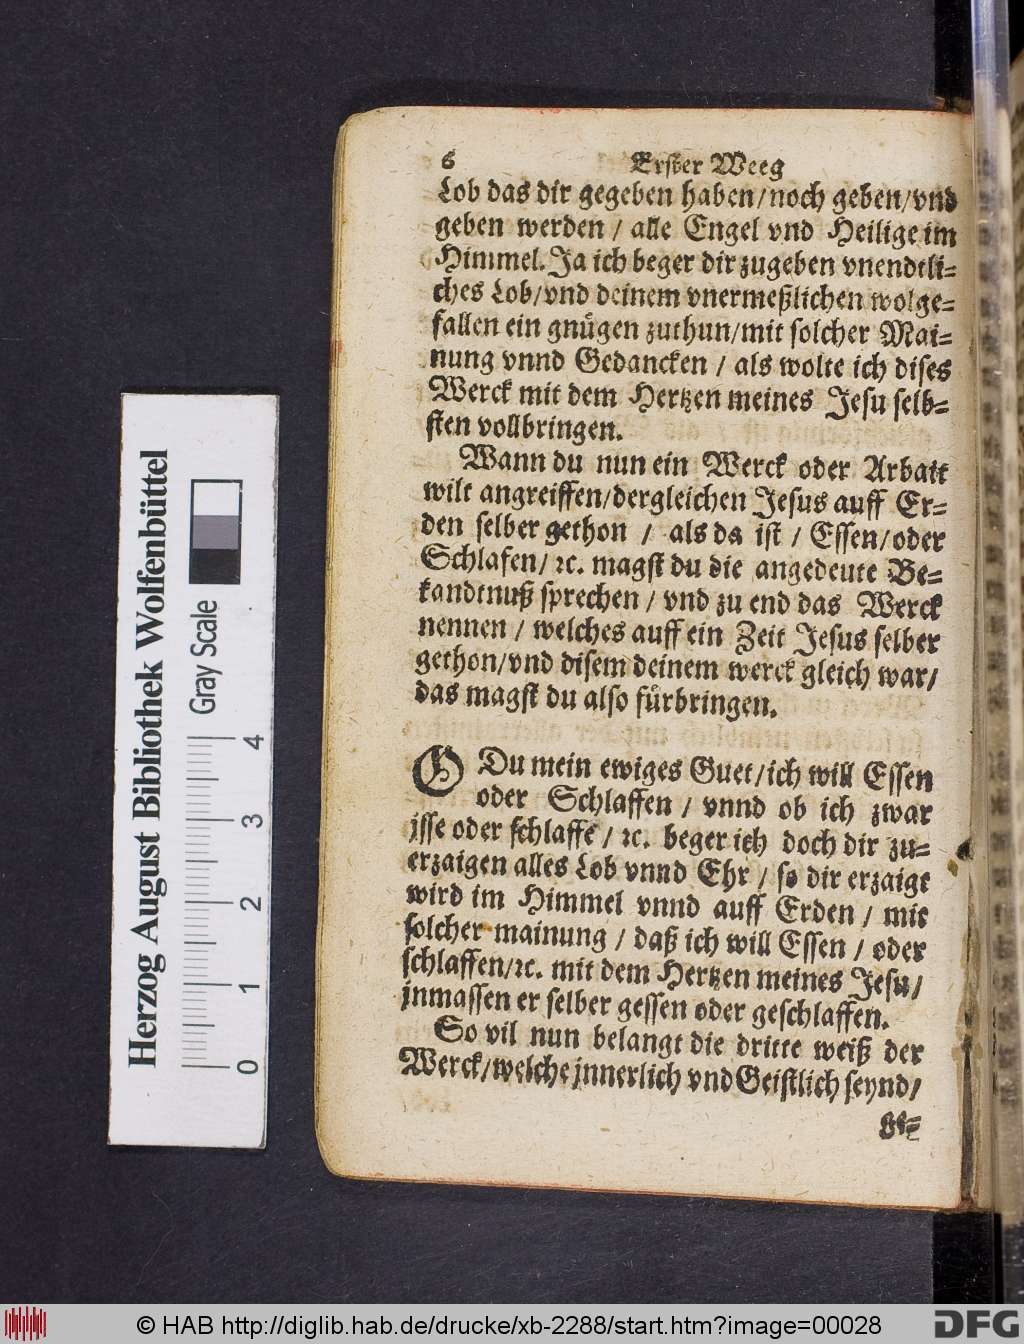 6 Erster Weeg
Lob das dir gegeben haben/noch geben/vnd
geben werden / alle Engel vnd Heilige im
Himmel. Ja ich beger dir zugeben vnendtli=
ches Lob/vnd deinem vnermeßlichen wolge=
fallen ein gnügen zuthun/mit solcher Mai=
nung vnnd Gedancken / als wolte ich dises
Werck mit dem Hertzen meines Jesu selb=
sten vollbringen.
Wann du nun ein Werck oder Arbait
wilt angreiffen/dergleichen Jesus auff Er=
den selber gethon / als da ist / Essen/oder
Schlafen/ ꝛc. magst du die angedeute Be=
kandtnuß sprechen / vnd zu end das Werck
nennen / welches auff ein Zeit Jesus selber
gethon/vnd disem deinem werck gleich war/
das magst du also fürbringen.
O Du mein ewiges Guet/ich will Essen
oder Schlaffen / vnnd ob ich zwar
jsse oder schlaffe / ꝛc. beger ich doch dir zu=
erzaigen alles Lob vnnd Ehr / so dir erzaigt
wird im Himmel vnnd auff Erden / mit
solcher mainung / daß ich will Essen / oder
schlaffen/ꝛc. mit dem Hertzen meines Jesu/
jnmassen er selber gessen oder geschlaffen.
So vil nun belangt die dritte weiß der
Werck/welche jnnerlich vnd Geistlich seynd/
Herzog August Bibliothek Wolfenbüttel
Gray Scale
0 1 2 3 4
© HAB http://diglib.hab.de/drucke/xb-2288/start.htm?image=00028
DFG